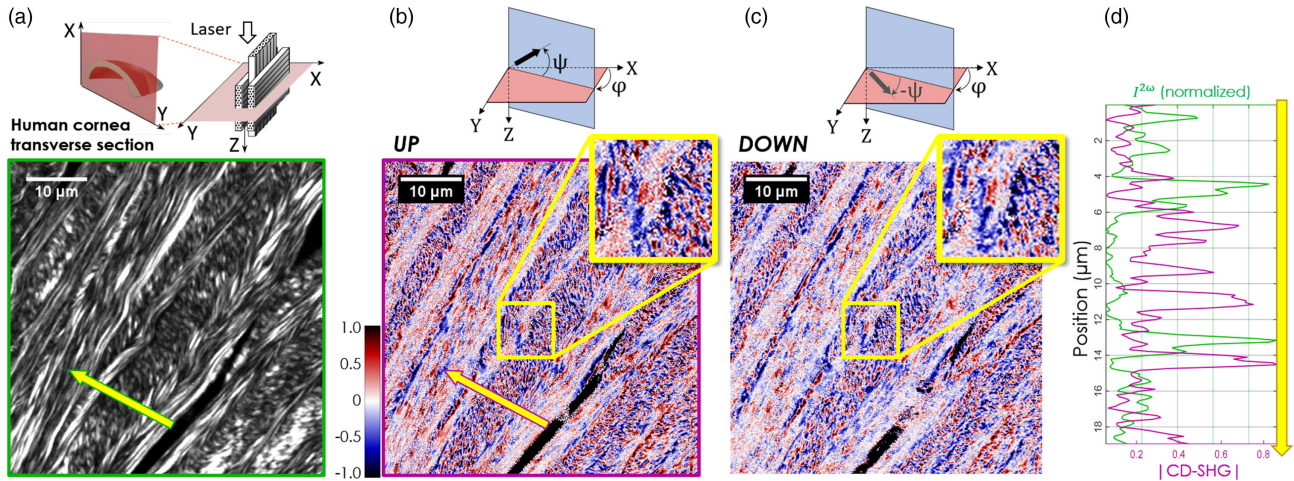 (a)
X
Y
Laser
X
Y
Z
Human cornea
transverse section
10 μm
(b)
ψ
X
φ
Y
Z
UP
10 μm
1.0
0.5
0
-0.5
-1.0
(c)
-ψ
X
φ
Y
Z
DOWN
10 μm
(d)
I²ω (normalized)
2
4
6
8
10
12
14
16
18
Position (μm)
0.2 0.4 0.6 0.8
|CD-SHG|